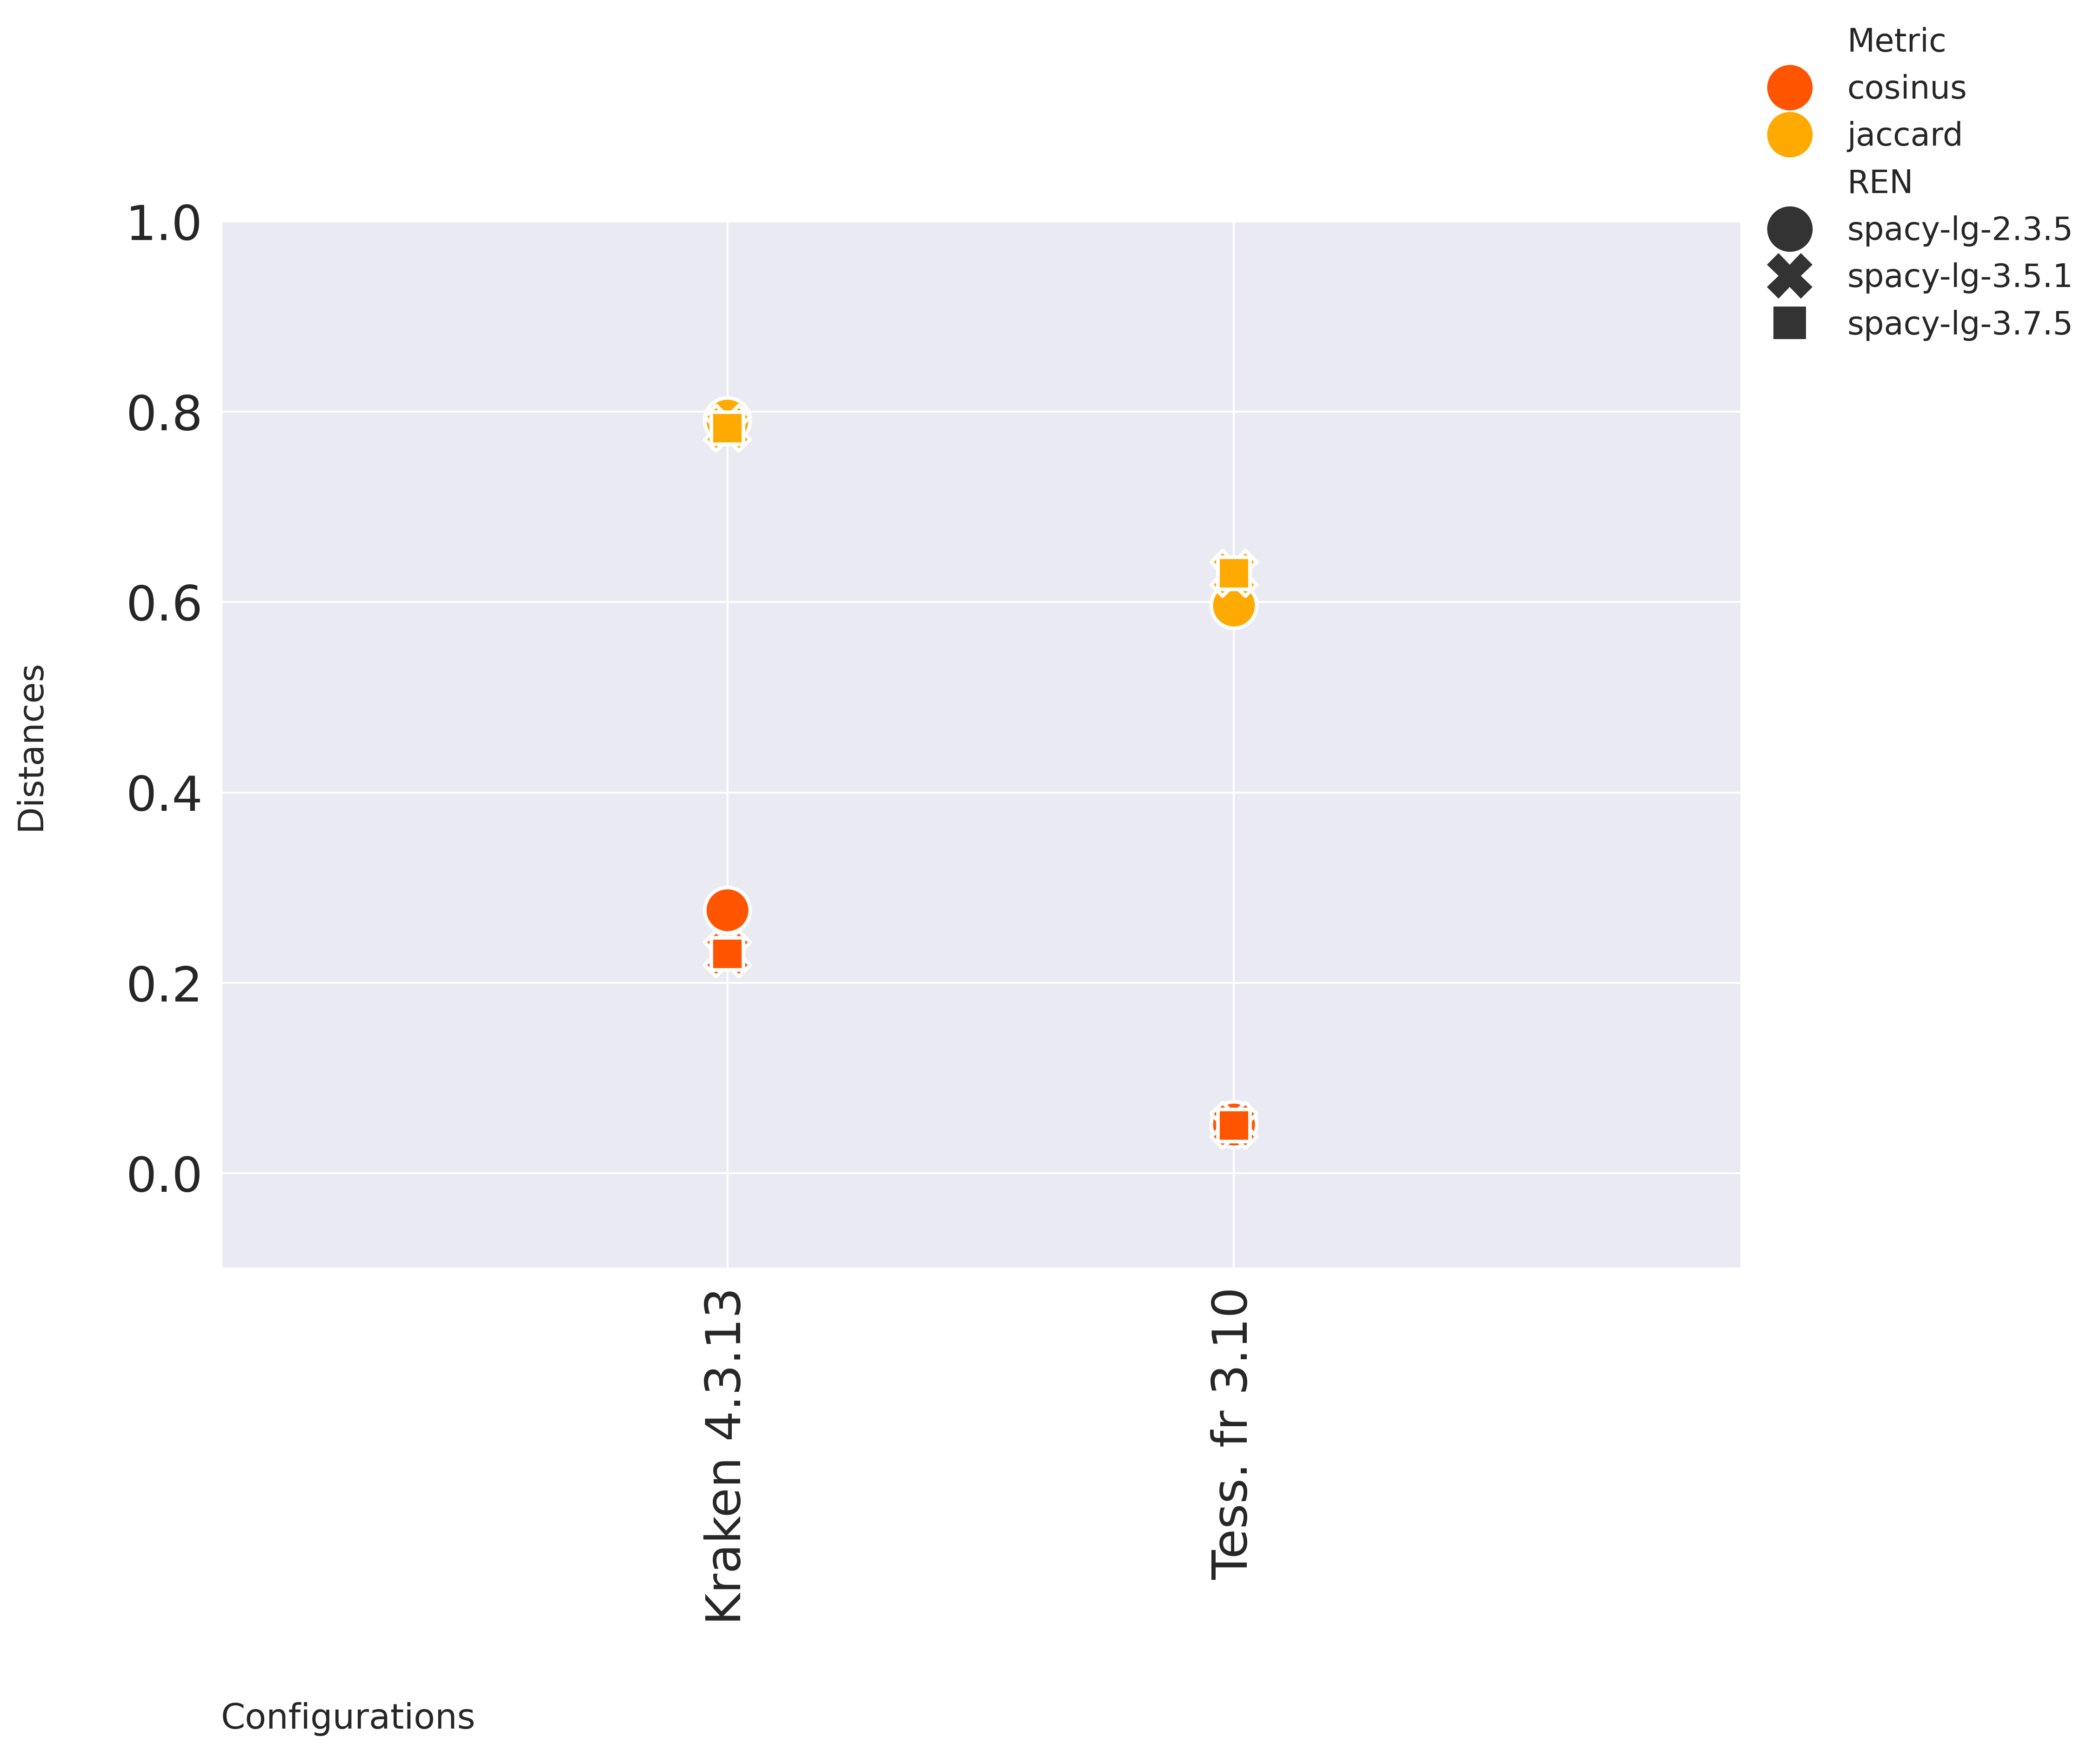 Metric
cosinus
jaccard
REN
spacy-lg-2.3.5
spacy-lg-3.5.1
spacy-lg-3.7.5
1.0
0.8
0.6
0.4
0.2
0.0
Distances
Kraken 4.3.13
Tess. fr 3.10
Configurations